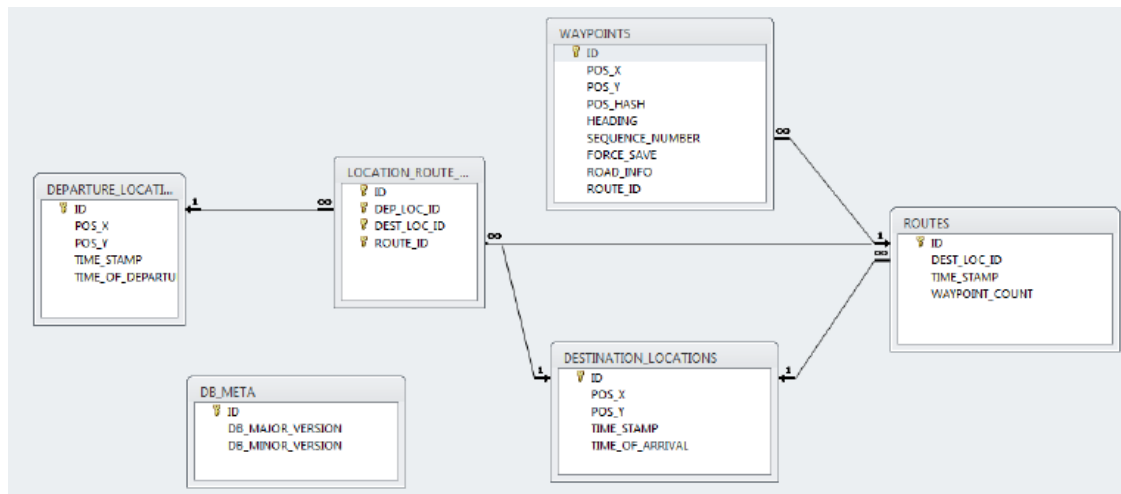 WAYPOINTS
ID
POS_X
POS_Y
POS_HASH
HEADING
SEQUENCE_NUMBER
FORCE_SAVE
ROAD_INFO
ROUTE_ID
∞
LOCATION_ROUTE_...
ID
DEP_LOC_ID
DEST_LOC_ID
ROUTE_ID
DEPARTURE_LOCATI...
ID
POS_X
POS_Y
TIME_STAMP
TIME_OF_DEPARTU
1
∞
∞
ROUTES
ID
DEST_LOC_ID
TIME_STAMP
WAYPOINT_COUNT
1
∞
DESTINATION_LOCATIONS
ID
POS_X
POS_Y
TIME_STAMP
TIME_OF_ARRIVAL
1
1
DB_META
ID
DB_MAJOR_VERSION
DB_MINOR_VERSION